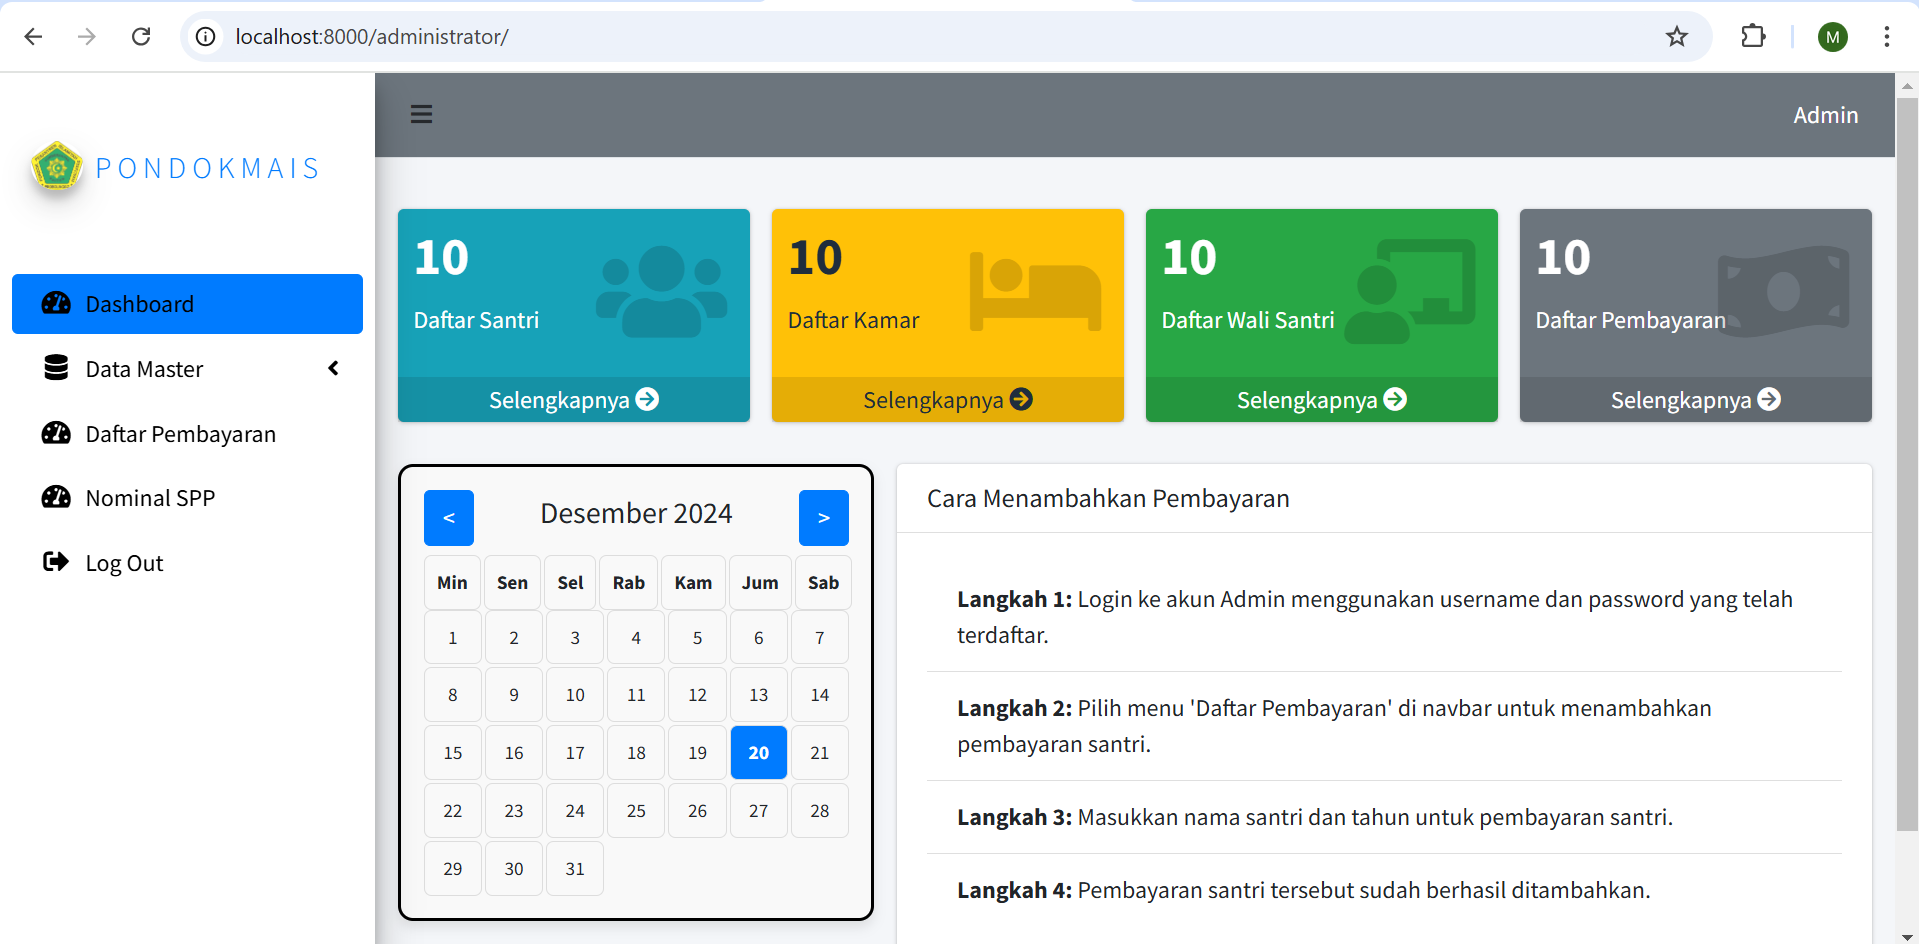 localhost:8000/administrator/
M
PONDOKMAIS
Admin
Dashboard
Data Master
Daftar Pembayaran
Nominal SPP
Log Out
10
Daftar Santri
Selengkapnya
10
Daftar Kamar
Selengkapnya
10
Daftar Wali Santri
Selengkapnya
10
Daftar Pembayaran
Selengkapnya
< Desember 2024 >
Min Sen Sel Rab Kam Jum Sab
1 2 3 4 5 6 7
8 9 10 11 12 13 14
15 16 17 18 19 20 21
22 23 24 25 26 27 28
29 30 31
Cara Menambahkan Pembayaran
Langkah 1: Login ke akun Admin menggunakan username dan password yang telah
terdaftar.
Langkah 2: Pilih menu 'Daftar Pembayaran' di navbar untuk menambahkan
pembayaran santri.
Langkah 3: Masukkan nama santri dan tahun untuk pembayaran santri.
Langkah 4: Pembayaran santri tersebut sudah berhasil ditambahkan.